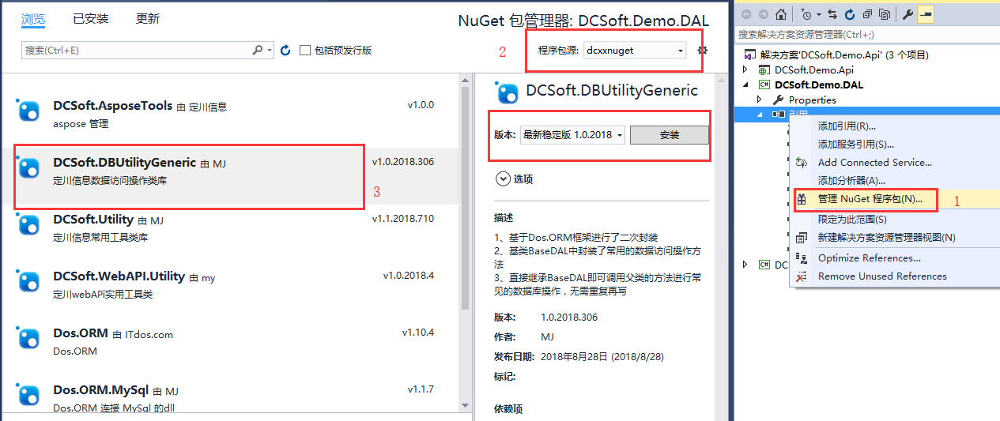 浏览
已安装
更新
NuGet 包管理器: DCSoft.Demo.DAL
搜索(Ctrl+E)
包括预发行版
2
程序包源:
dcxxnuget
DCSoft.AsposeTools 由 定川信息
v1.0.0
aspose 管理
DCSoft.DBUtilityGeneric 由 MJ
v1.0.2018.306
定川信息数据访问操作类库
3
DCSoft.Utility 由 MJ
v1.1.2018.710
定川信息常用工具类库
DCSoft.WebAPI.Utility 由 my
v1.0.2018.4
定川webAPi实用工具类
Dos.ORM 由 ITdos.com
v1.10.4
Dos.ORM
Dos.ORM.MySql 由 MJ
v1.1.7
Dos.ORM 连接 MySql 的dll
DCSoft.DBUtilityGeneric
版本:
最新稳定版 1.0.2018
安装
选项
描述
1、基于Dos.ORM框架进行了二次封装
2、基类BaseDAL中封装了常用的数据访问操作方
法
3、直接继承BaseDAL即可调用父类的方法进行常
见的数据库操作，无需重复再写
版本:
1.0.2018.306
作者:
MJ
发布日期:
2018年8月28日 (2018/8/28)
标记:
依赖项
搜索解决方案资源管理器(Ctrl+;)
解决方案'DCSoft.Demo.Api' (3 个项目)
DCSoft.Demo.Api
C#
DCSoft.Demo.DAL
Properties
引用
C#
DC
添加引用(R)...
添加服务引用(S)...
Add Connected Service...
添加分析器(A)...
管理 NuGet 程序包(N)...
1
限定为此范围(S)
新建解决方案资源管理器视图(N)
Optimize References...
Remove Unused References